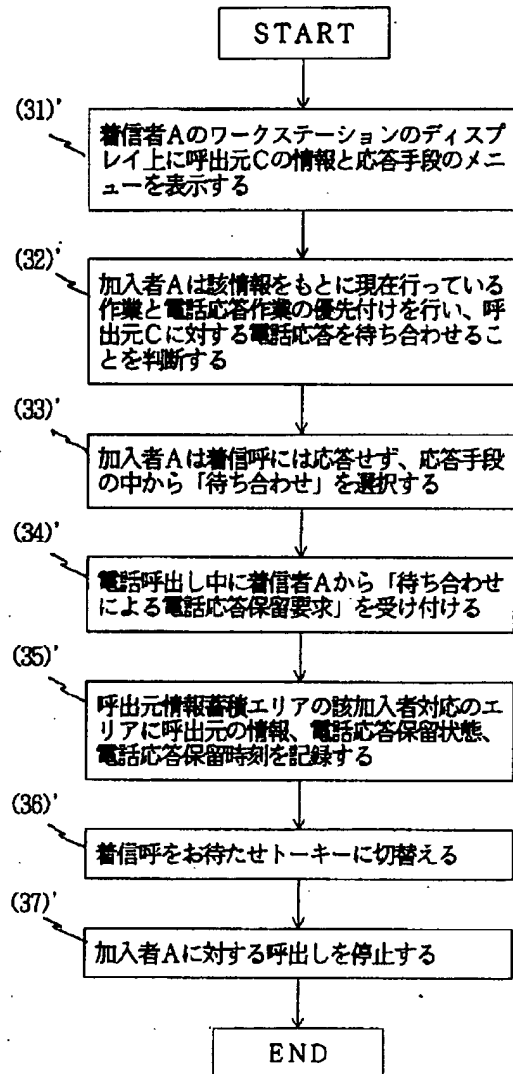 START
(31)'
着信者Aのワークステーションのディスプ
レイ上に呼出元Cの情報と応答手段のメニ
ューを表示する
(32)'
加入者Aは該情報をもとに現在行っている
作業と電話応答作業の優先付けを行い、呼
出元Cに対する電話応答を待ち合わせるこ
とを判断する
(33)'
加入者Aは着信呼には応答せず、応答手段
の中から「待ち合わせ」を選択する
(34)'
電話呼出し中に着信者Aから「待ち合わせ
による電話応答保留要求」を受け付ける
(35)'
呼出元情報蓄積エリアの該加入者対応のエ
リアに呼出元の情報、電話応答保留状態、
電話応答保留時刻を記録する
(36)'
着信呼をお待たせトーキーに切替える
(37)'
加入者Aに対する呼出しを停止する
END